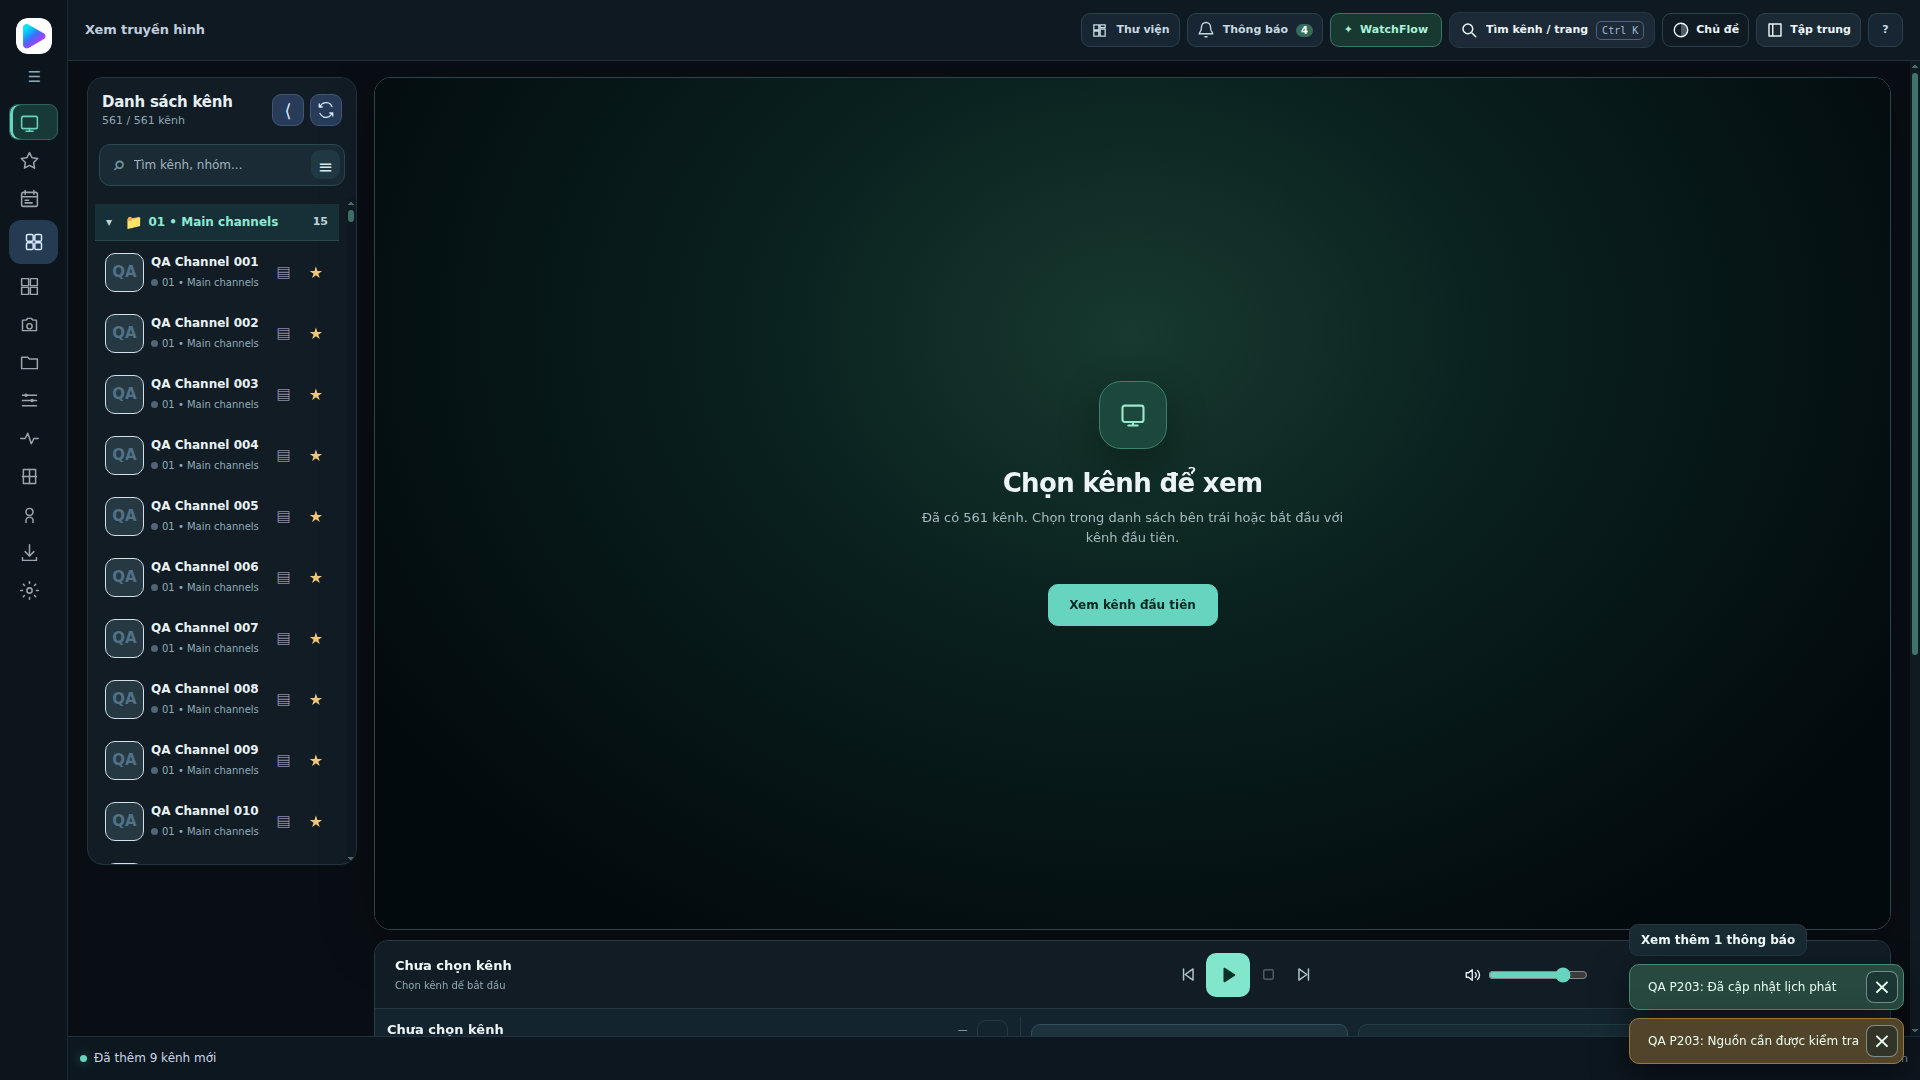 Xem truyền hình
Thư viện
Thông báo 4
WatchFlow
Tìm kênh / trang Ctrl K
Chủ đề
Tập trung
?
Danh sách kênh
561 / 561 kênh
Tìm kênh, nhóm...
01 • Main channels 15
QA QA Channel 001
01 • Main channels
QA QA Channel 002
01 • Main channels
QA QA Channel 003
01 • Main channels
QA QA Channel 004
01 • Main channels
QA QA Channel 005
01 • Main channels
QA QA Channel 006
01 • Main channels
QA QA Channel 007
01 • Main channels
QA QA Channel 008
01 • Main channels
QA QA Channel 009
01 • Main channels
QA QA Channel 010
01 • Main channels
Chọn kênh để xem
Đã có 561 kênh. Chọn trong danh sách bên trái hoặc bắt đầu với
kênh đầu tiên.
Xem kênh đầu tiên
Chưa chọn kênh
Chọn kênh để bắt đầu
Chưa chọn kênh
Xem thêm 1 thông báo
QA P203: Đã cập nhật lịch phát
QA P203: Nguồn cần được kiểm tra
Đã thêm 9 kênh mới